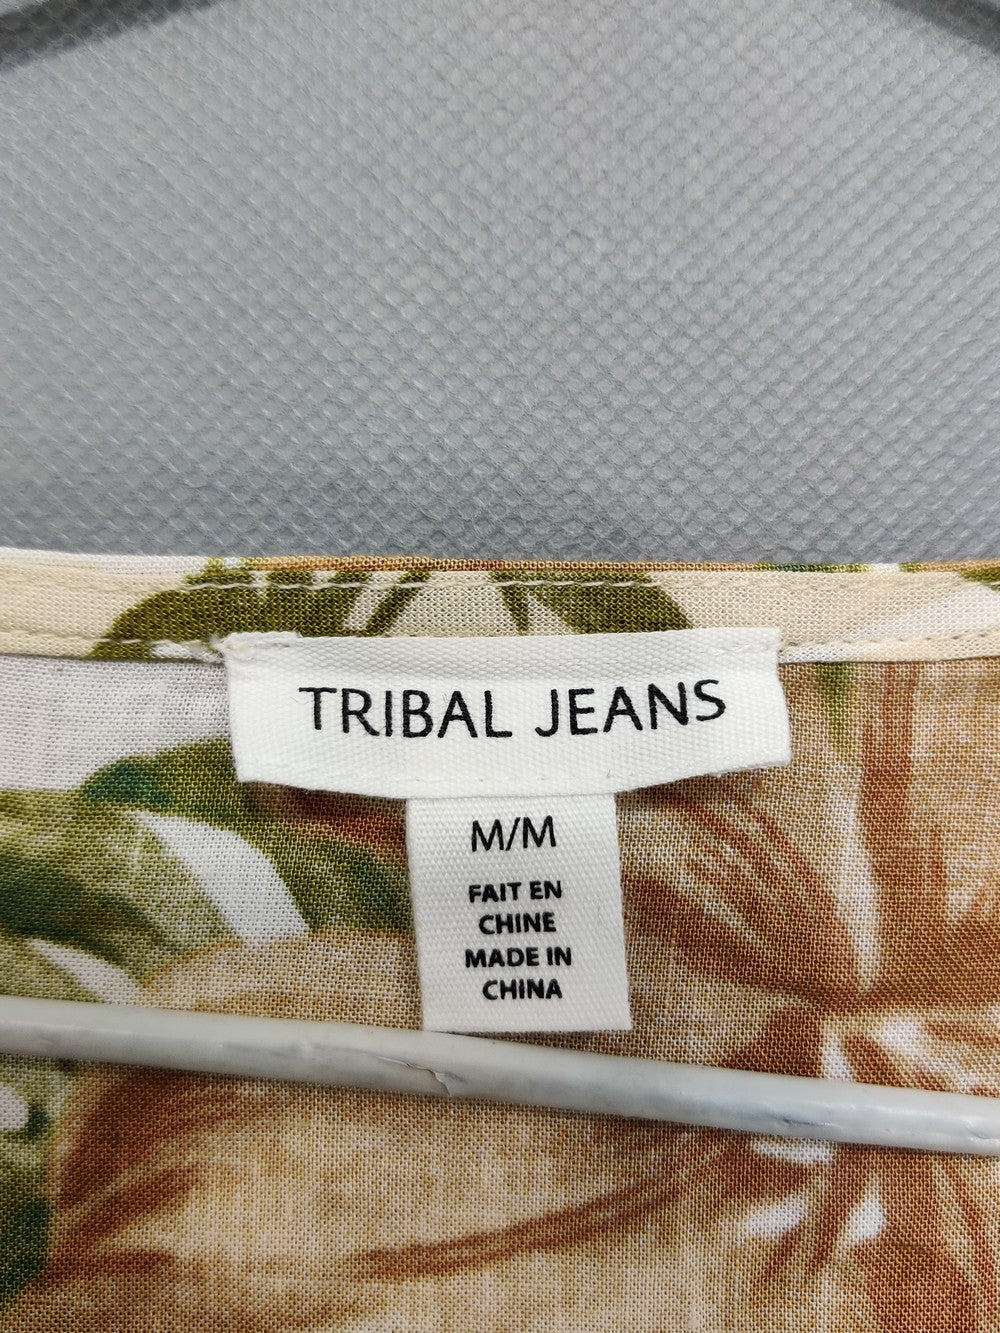 TRIBAL JEANS
M/M
FAIT EN
CHINE
MADE IN
CHINA